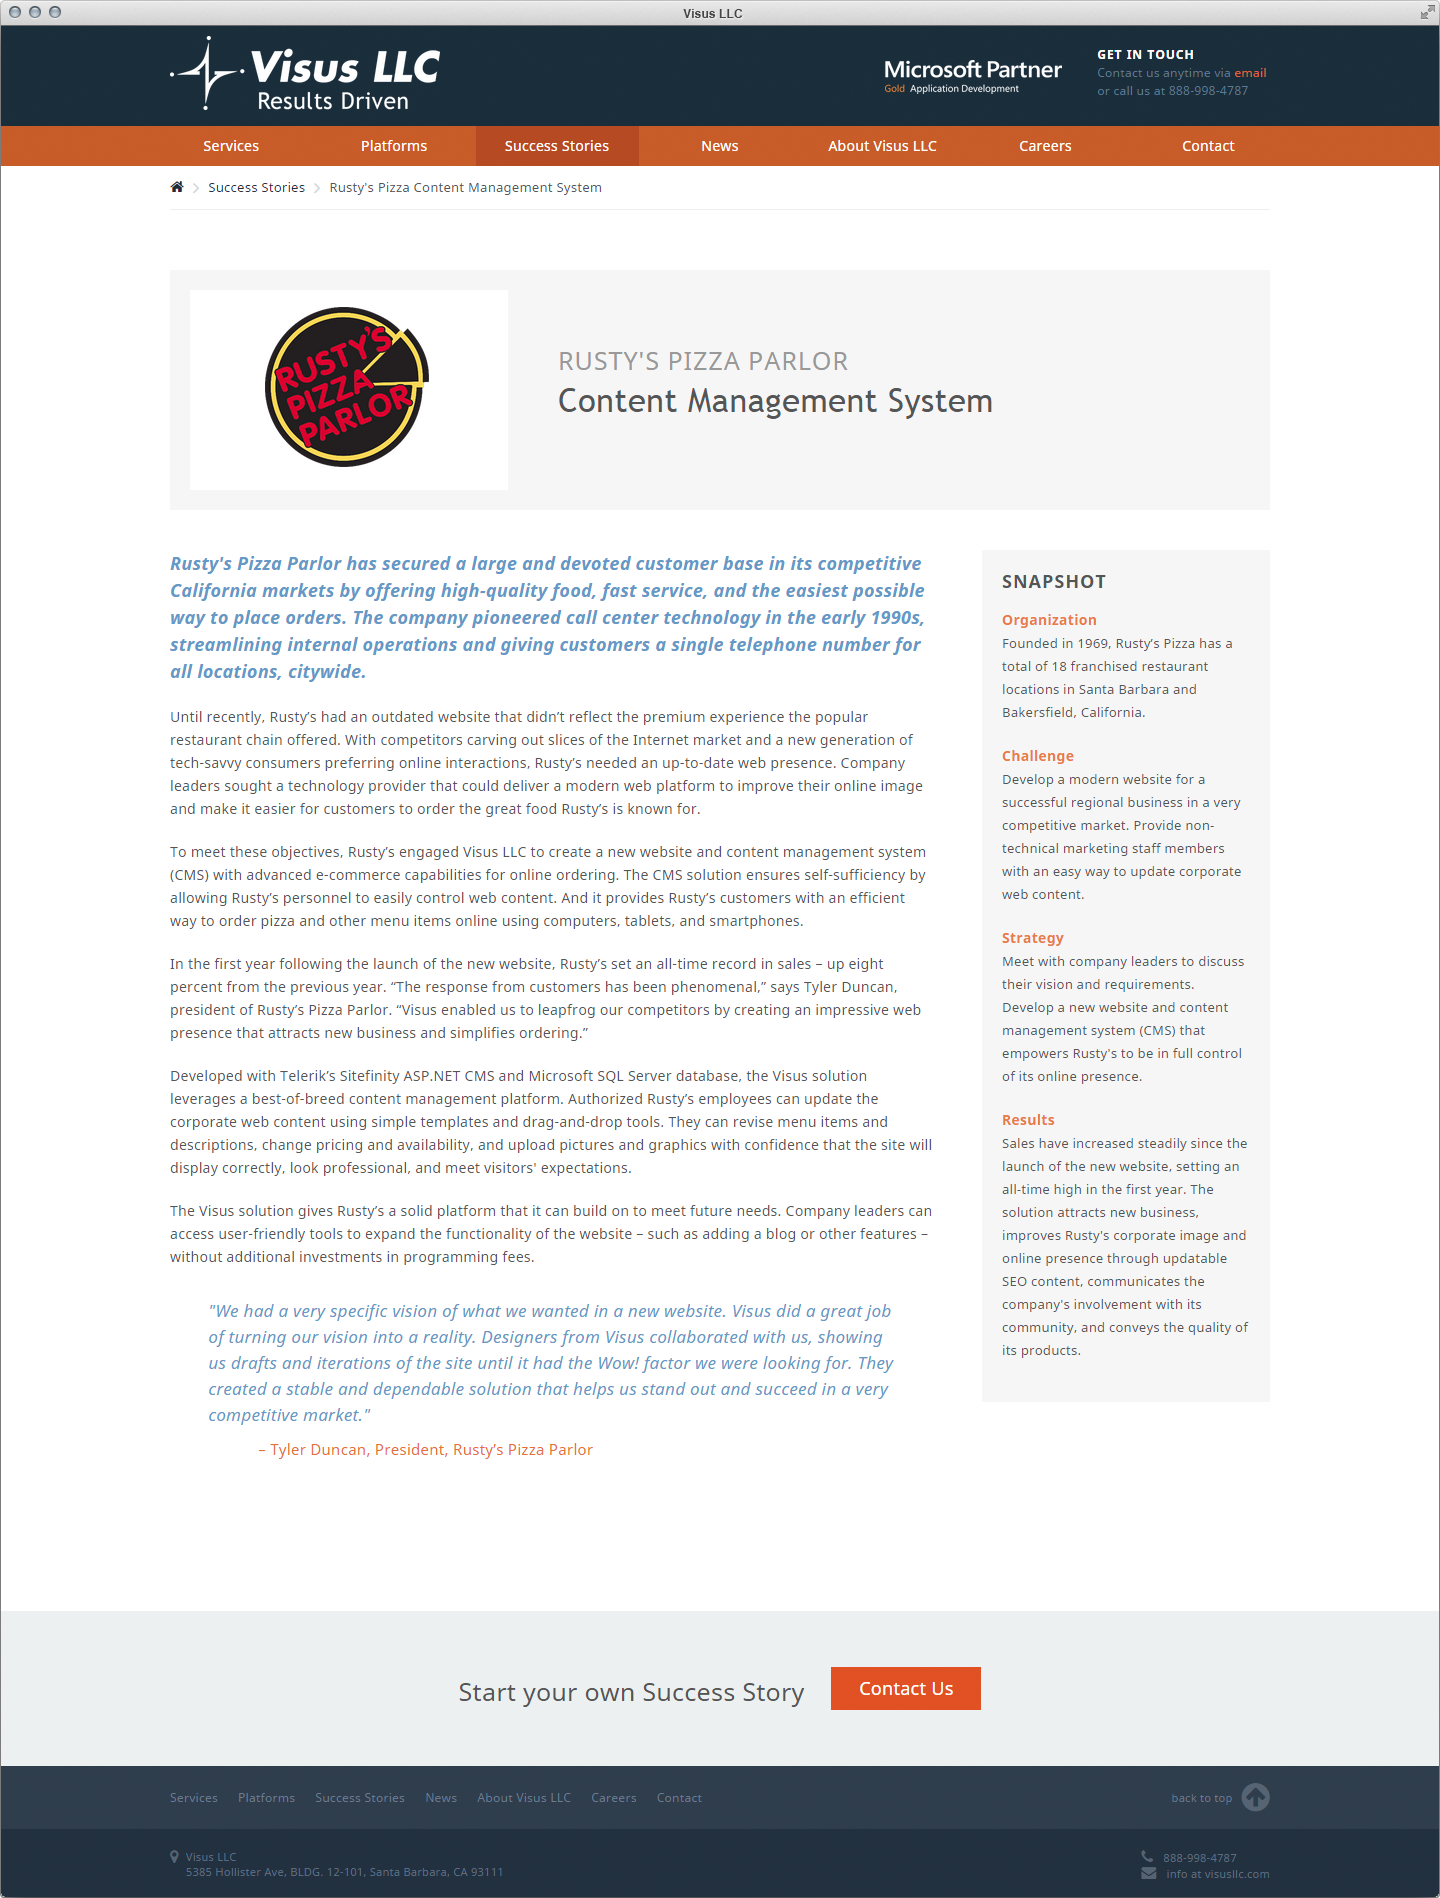 Visus LLC
Visus LLC
Results Driven
Microsoft Partner
Gold Application Development
GET IN TOUCH
Contact us anytime via email
or call us at 888-998-4787
Services Platforms Success Stories News About Visus LLC Careers Contact
Success Stories Rusty's Pizza Content Management System
RUSTY'S
PIZZA
PARLOR
RUSTY'S PIZZA PARLOR
Content Management System
Rusty's Pizza Parlor has secured a large and devoted customer base in its competitive
California markets by offering high-quality food, fast service, and the easiest possible
way to place orders. The company pioneered call center technology in the early 1990s,
streamlining internal operations and giving customers a single telephone number for
all locations, citywide.
Until recently, Rusty’s had an outdated website that didn’t reflect the premium experience the popular
restaurant chain offered. With competitors carving out slices of the Internet market and a new generation of
tech-savvy consumers preferring online interactions, Rusty’s needed an up-to-date web presence. Company
leaders sought a technology provider that could deliver a modern web platform to improve their online image
and make it easier for customers to order the great food Rusty’s is known for.
To meet these objectives, Rusty’s engaged Visus LLC to create a new website and content management system
(CMS) with advanced e-commerce capabilities for online ordering. The CMS solution ensures self-sufficiency by
allowing Rusty’s personnel to easily control web content. And it provides Rusty’s customers with an efficient
way to order pizza and other menu items online using computers, tablets, and smartphones.
In the first year following the launch of the new website, Rusty’s set an all-time record in sales – up eight
percent from the previous year. “The response from customers has been phenomenal,” says Tyler Duncan,
president of Rusty’s Pizza Parlor. “Visus enabled us to leapfrog our competitors by creating an impressive web
presence that attracts new business and simplifies ordering.”
Developed with Telerik’s Sitefinity ASP.NET CMS and Microsoft SQL Server database, the Visus solution
leverages a best-of-breed content management platform. Authorized Rusty’s employees can update the
corporate web content using simple templates and drag-and-drop tools. They can revise menu items and
descriptions, change pricing and availability, and upload pictures and graphics with confidence that the site will
display correctly, look professional, and meet visitors' expectations.
The Visus solution gives Rusty’s a solid platform that it can build on to meet future needs. Company leaders can
access user-friendly tools to expand the functionality of the website – such as adding a blog or other features –
without additional investments in programming fees.
"We had a very specific vision of what we wanted in a new website. Visus did a great job
of turning our vision into a reality. Designers from Visus collaborated with us, showing
us drafts and iterations of the site until it had the Wow! factor we were looking for. They
created a stable and dependable solution that helps us stand out and succeed in a very
competitive market."
– Tyler Duncan, President, Rusty’s Pizza Parlor
SNAPSHOT
Organization
Founded in 1969, Rusty’s Pizza has a
total of 18 franchised restaurant
locations in Santa Barbara and
Bakersfield, California.
Challenge
Develop a modern website for a
successful regional business in a very
competitive market. Provide non-
technical marketing staff members
with an easy way to update corporate
web content.
Strategy
Meet with company leaders to discuss
their vision and requirements.
Develop a new website and content
management system (CMS) that
empowers Rusty's to be in full control
of its online presence.
Results
Sales have increased steadily since the
launch of the new website, setting an
all-time high in the first year. The
solution attracts new business,
improves Rusty's corporate image and
online presence through updatable
SEO content, communicates the
company's involvement with its
community, and conveys the quality of
its products.
Start your own Success Story Contact Us
Services Platforms Success Stories News About Visus LLC Careers Contact back to top
Visus LLC
5385 Hollister Ave, BLDG. 12-101, Santa Barbara, CA 93111
888-998-4787
info at visusllc.com